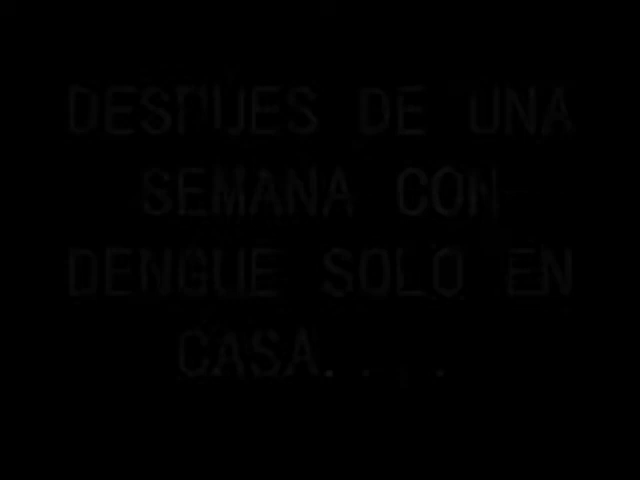 DESPUES DE UNA
SEMANA CON
DENGUE SOLO EN
CASA....